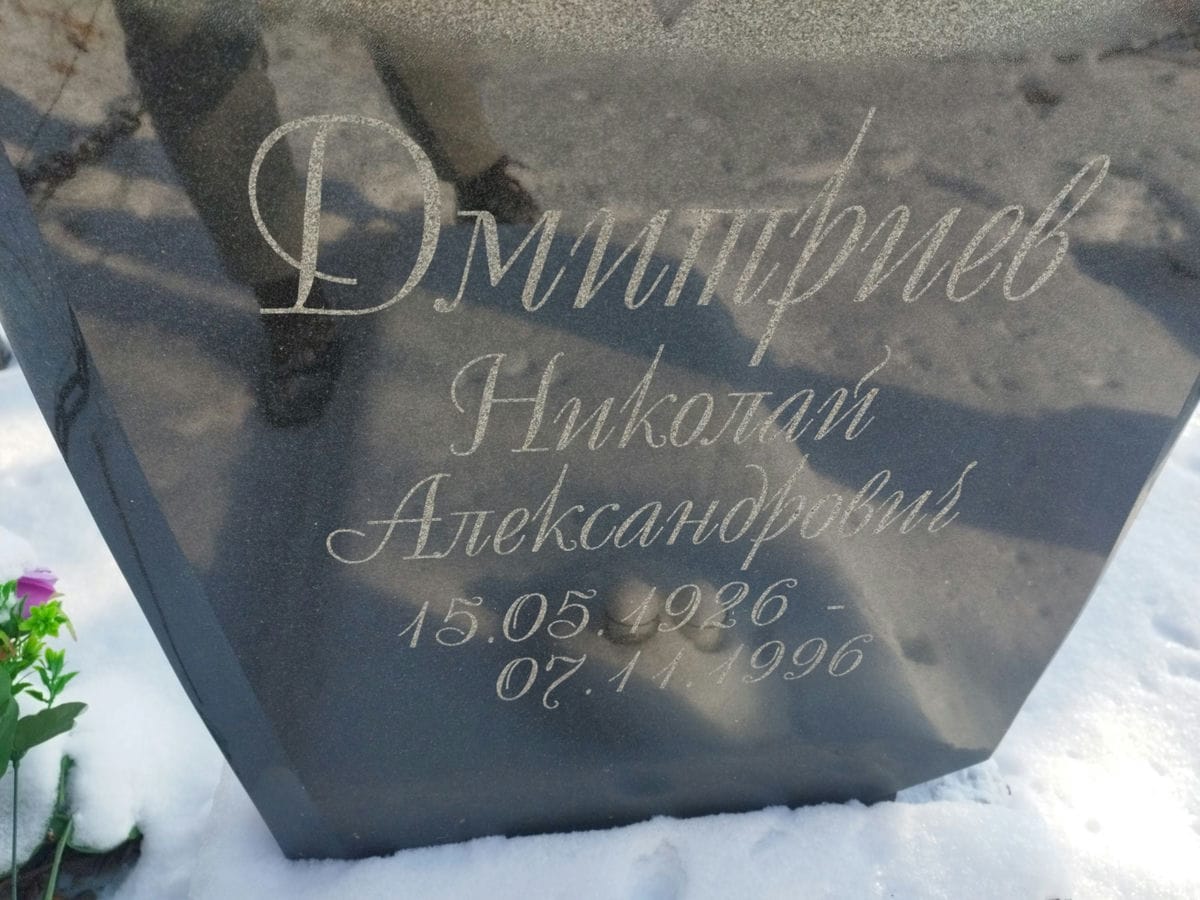 Дмитриев
Николай
Александрович
15.05.1926 -
07.11.1996